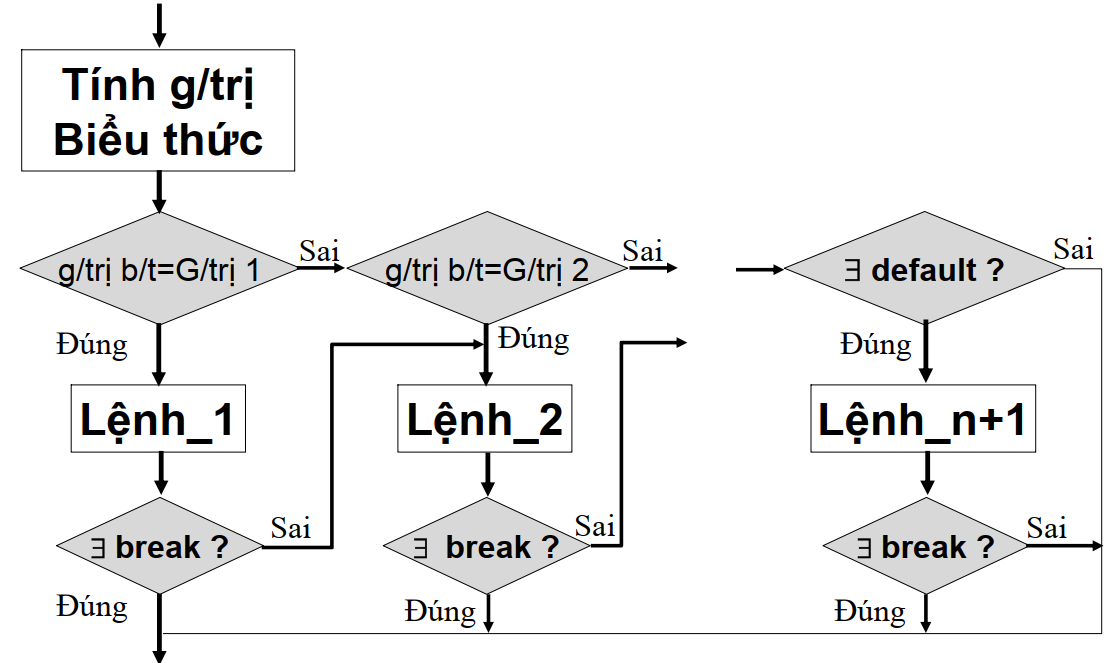 Tính g/trị
Biểu thức
g/trị b/t=G/trị 1
Sai
g/trị b/t=G/trị 2
Sai
∃ default ?
Sai
Đúng
Đúng
Đúng
Lệnh_1
Lệnh_2
Lệnh_n+1
∃ break ?
Sai
∃ break ?
Sai
∃ break ?
Sai
Đúng
Đúng
Đúng